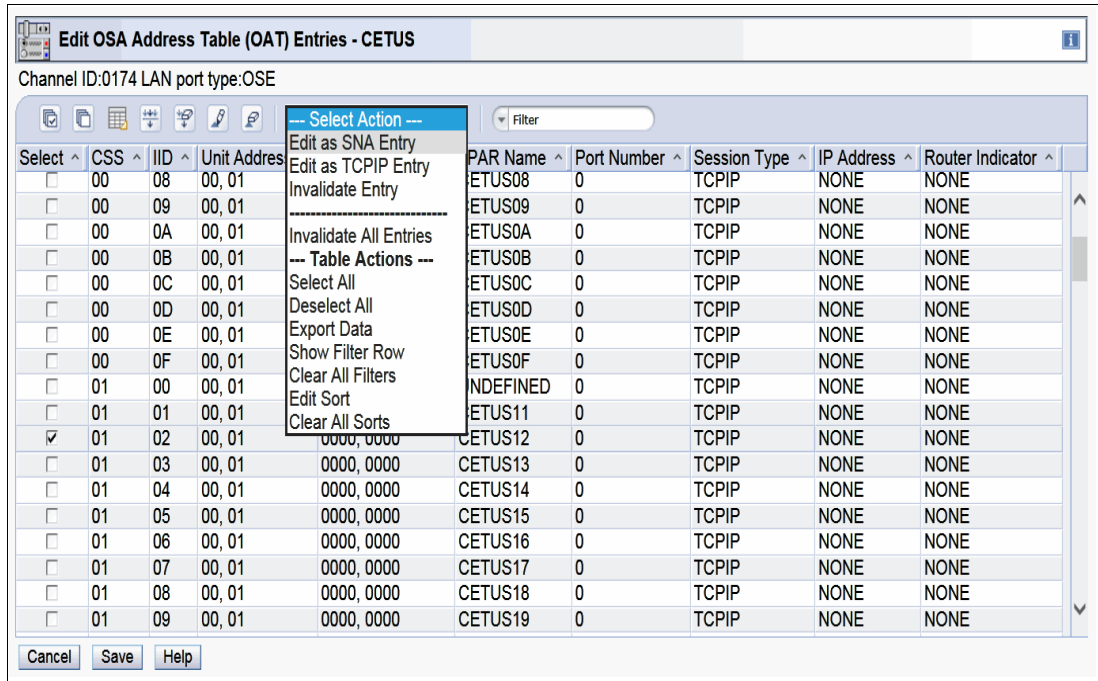 Edit OSA Address Table (OAT) Entries - CETUS
i
Channel ID:0174 LAN port type:OSE
--- Select Action ---
Filter
Edit as SNA Entry
Edit as TCPIP Entry
Invalidate Entry
------------------------------
Invalidate All Entries
--- Table Actions ---
Select All
Deselect All
Export Data
Show Filter Row
Clear All Filters
Edit Sort
Clear All Sorts
Select ^ CSS ^ IID ^ Unit Addres PAR Name ^ Port Number ^ Session Type ^ IP Address ^ Router Indicator ^
00 08 00, 01 ETUS08 0 TCPIP NONE NONE
00 09 00, 01 ETUS09 0 TCPIP NONE NONE
00 0A 00, 01 ETUS0A 0 TCPIP NONE NONE
00 0B 00, 01 ETUS0B 0 TCPIP NONE NONE
00 0C 00, 01 ETUS0C 0 TCPIP NONE NONE
00 0D 00, 01 ETUS0D 0 TCPIP NONE NONE
00 0E 00, 01 ETUS0E 0 TCPIP NONE NONE
00 0F 00, 01 ETUS0F 0 TCPIP NONE NONE
01 00 00, 01 NDEFINED 0 TCPIP NONE NONE
01 01 00, 01 ETUS11 0 TCPIP NONE NONE
01 02 00, 01 0000, 0000 CETUS12 0 TCPIP NONE NONE
01 03 00, 01 0000, 0000 CETUS13 0 TCPIP NONE NONE
01 04 00, 01 0000, 0000 CETUS14 0 TCPIP NONE NONE
01 05 00, 01 0000, 0000 CETUS15 0 TCPIP NONE NONE
01 06 00, 01 0000, 0000 CETUS16 0 TCPIP NONE NONE
01 07 00, 01 0000, 0000 CETUS17 0 TCPIP NONE NONE
01 08 00, 01 0000, 0000 CETUS18 0 TCPIP NONE NONE
01 09 00, 01 0000, 0000 CETUS19 0 TCPIP NONE NONE
Cancel Save Help